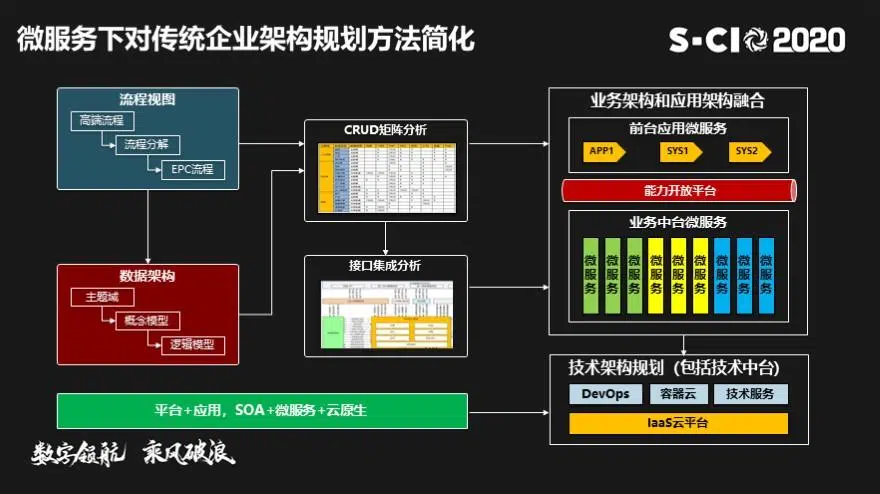 微服务下对传统企业架构规划方法简化
S-CIO 2020
流程视图
高端流程
流程分解
EPC流程
数据架构
主题域
概念模型
逻辑模型
CRUD矩阵分析
接口集成分析
业务架构和应用架构融合
前台应用微服务
APP1
SYS1
SYS2
能力开放平台
业务中台微服务
微服务
微服务
微服务
微服务
微服务
微服务
微服务
微服务
微服务
技术架构规划（包括技术中台)
DevOps
容器云
技术服务
IaaS云平台
平台+应用，SOA+微服务+云原生
数字领航 乘风破浪